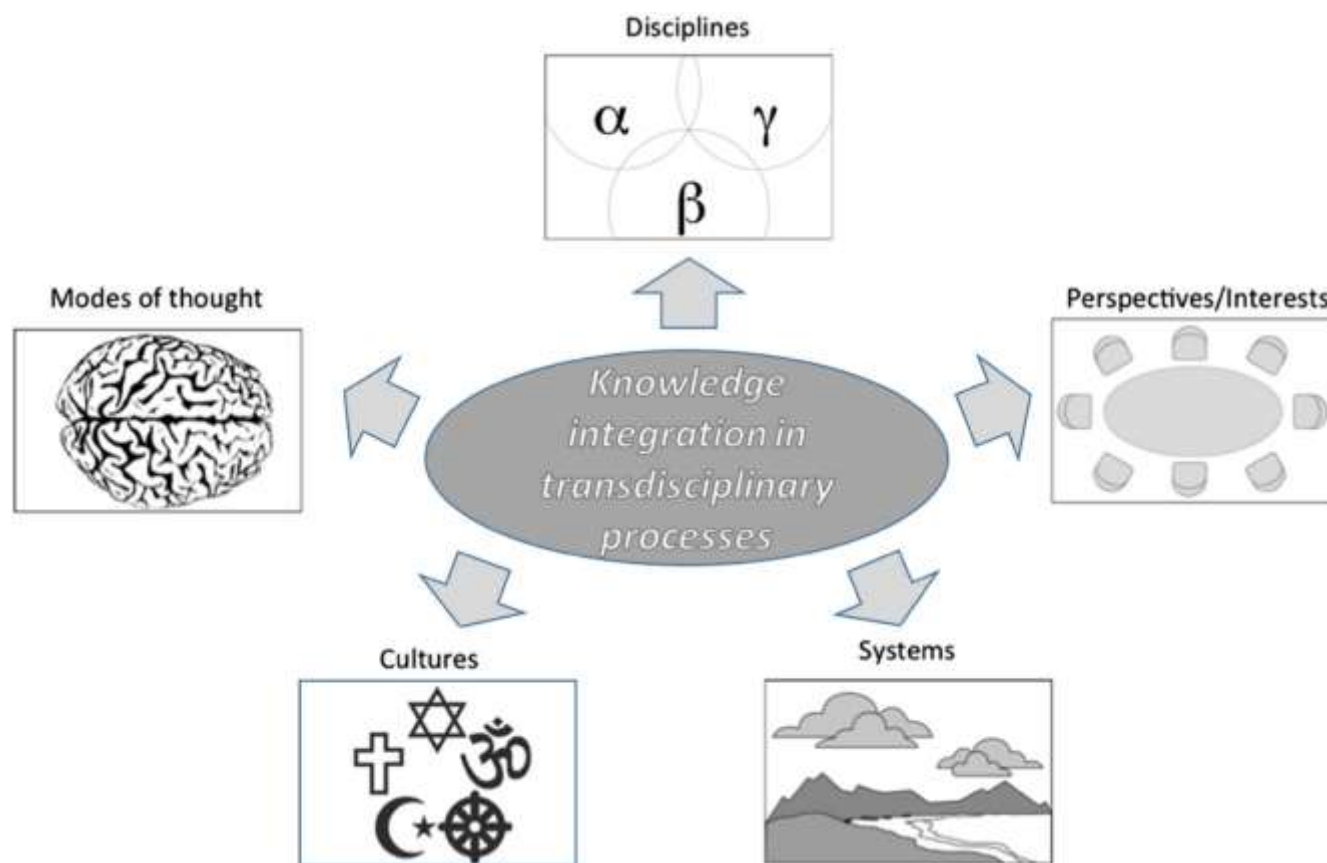 Disciplines
α
γ
β
Modes of thought
Perspectives/Interests
Knowledge
integration in
transdisciplinary
processes
Cultures
Systems
ॐ